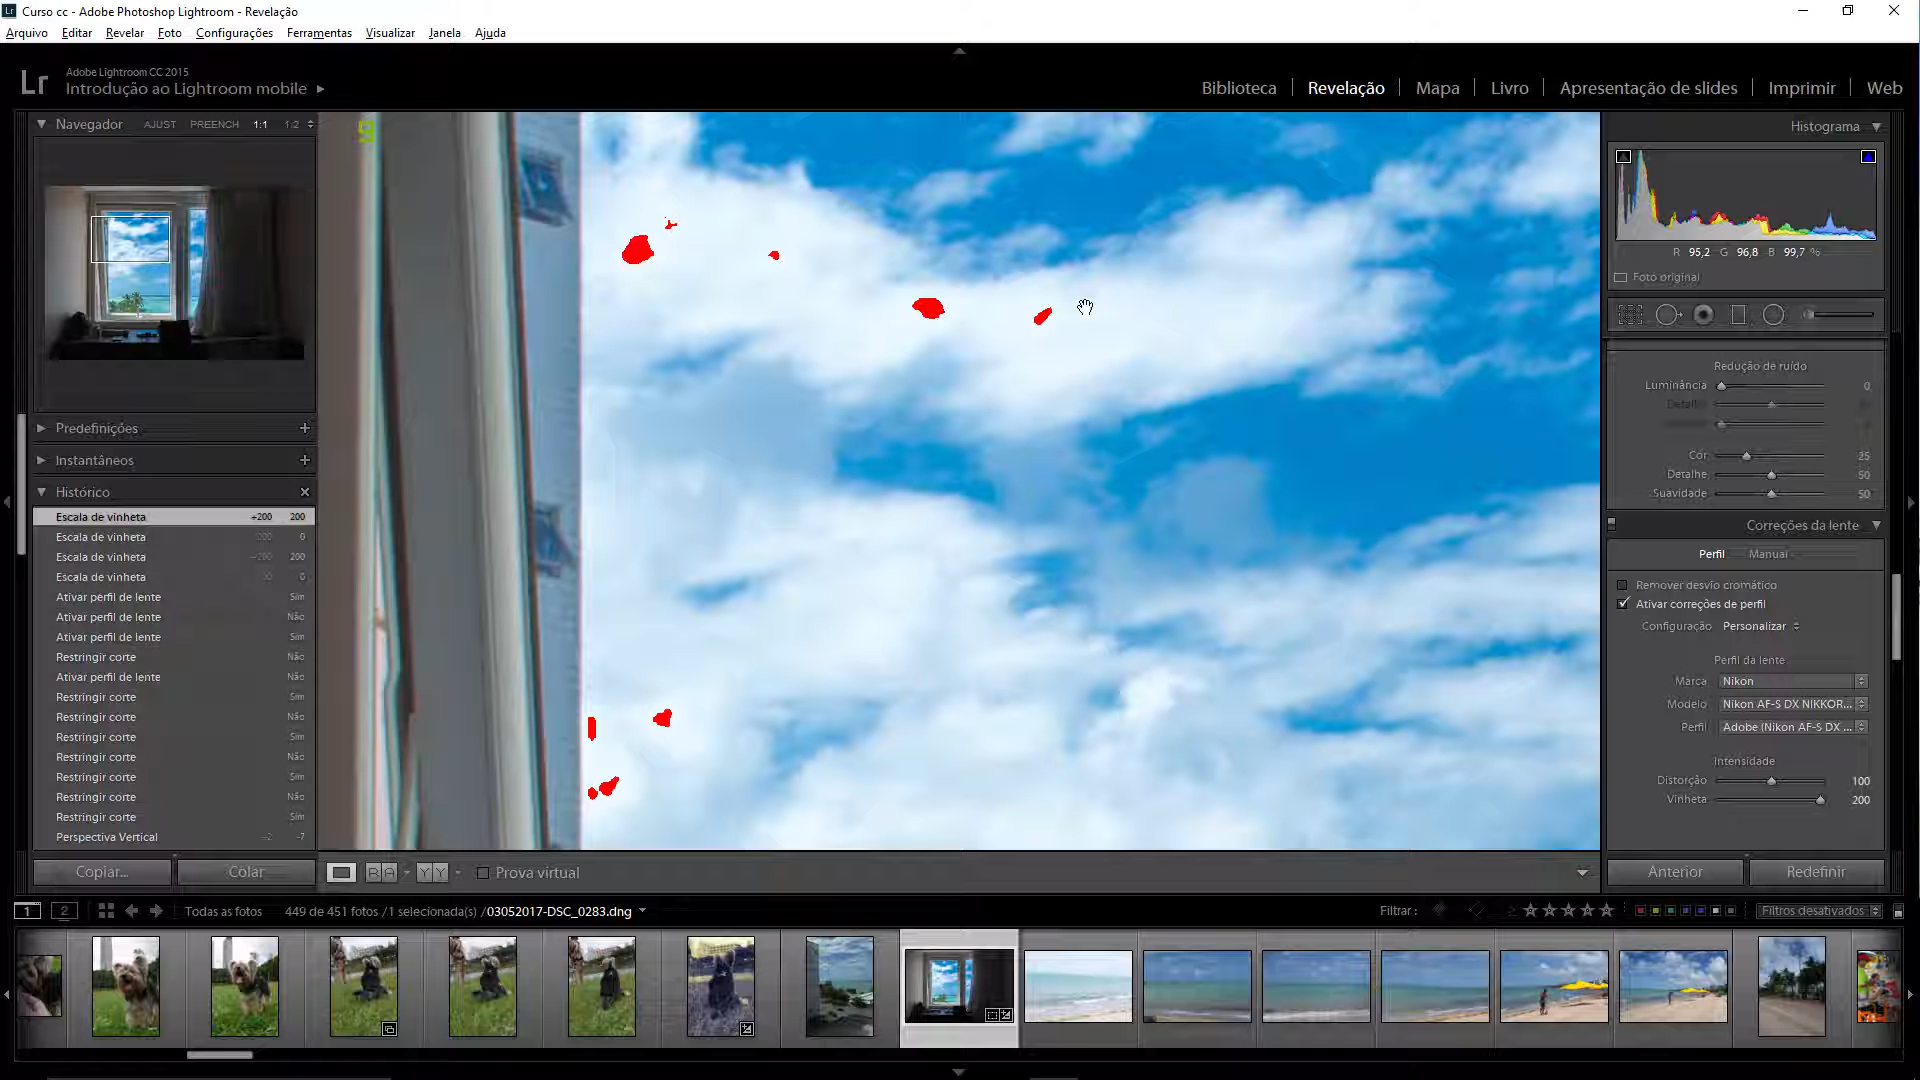 Curso cc - Adobe Photoshop Lightroom - Revelação
Arquivo Editar Revelar Foto Configurações Ferramentas Visualizar Janela Ajuda
Lr
Adobe Lightroom CC 2015
Introdução ao Lightroom mobile
Biblioteca Revelação Mapa Livro Apresentação de slides Imprimir Web
Navegador AJUST PREENCH 1:1 1:2
Histograma
R 95,2 G 96,8 B 99,7 %
Foto original
Redução de ruído
Luminância 0
Detalhe
Cor 25
Detalhe 50
Suavidade 50
Predefinições +
Instantâneos +
Histórico ×
Escala de vinheta +200 200
Escala de vinheta 0
Escala de vinheta 200
Escala de vinheta 0
Ativar perfil de lente Sim
Ativar perfil de lente Não
Ativar perfil de lente Sim
Restringir corte Não
Ativar perfil de lente Não
Restringir corte Sim
Restringir corte Não
Restringir corte Sim
Restringir corte Não
Restringir corte Sim
Restringir corte Não
Restringir corte Sim
Perspectiva Vertical -2 -7
Correções da lente
Perfil Manual
Remover desvio cromático
Ativar correções de perfil
Configuração Personalizar
Perfil da lente
Marca Nikon
Modelo Nikon AF-S DX NIKKOR...
Perfil Adobe (Nikon AF-S DX ...
Intensidade
Distorção 100
Vinheta 200
Copiar... Colar
R A Y Y
Prova virtual
Anterior Redefinir
1 2
Todas as fotos 449 de 451 fotos /1 selecionada(s) /03052017-DSC_0283.dng
Filtrar :
Filtros desativados